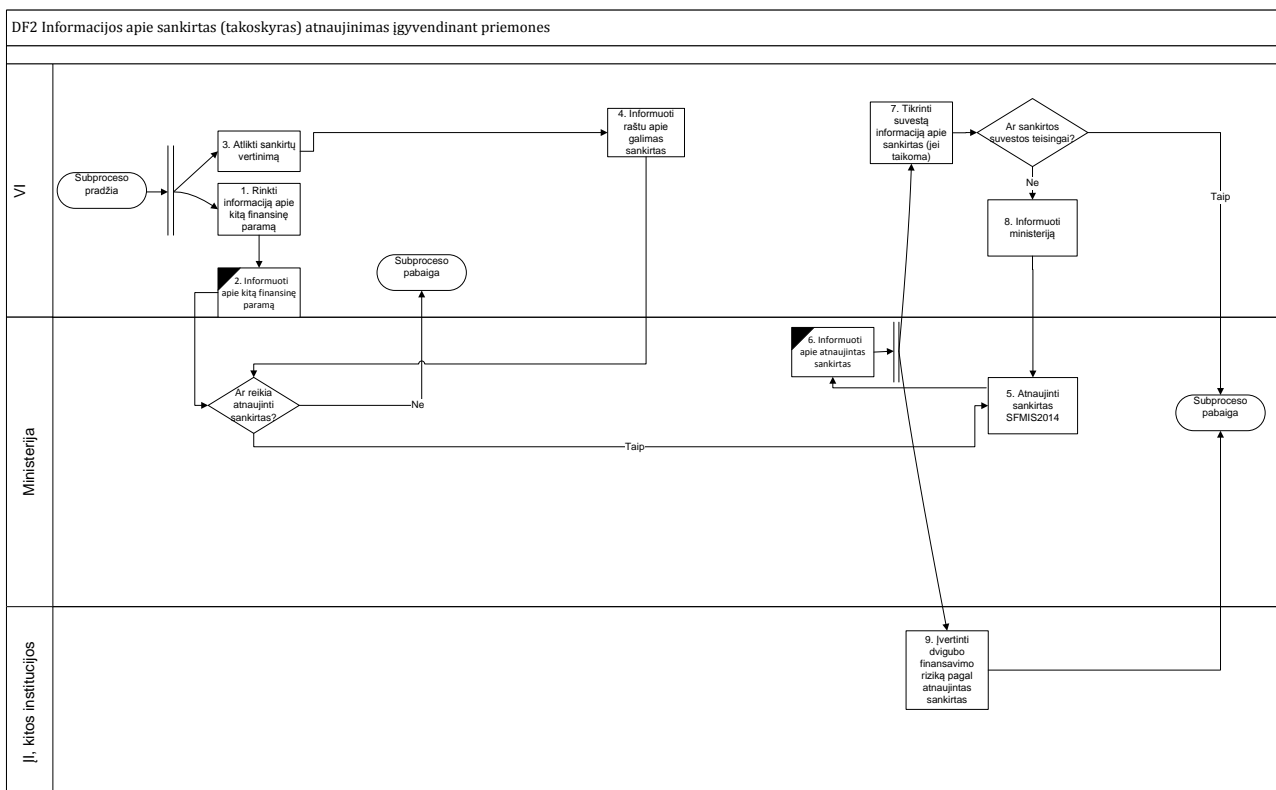 DF2 Informacijos apie sankirtas (takoskyras) atnaujinimas įgyvendinant priemones
VI
Subproceso
pradžia
3. Atlikti sankirtų
vertinimą
1. Rinkti
informaciją apie
kitą finansinę
paramą
2. Informuoti
apie kitą finansinę
paramą
Subproceso
pabaiga
4. Informuoti
raštu apie
galimas
sankirtas
7. Tikrinti
suvestą
informaciją apie
sankirtas (jei
taikoma)
Ar sankirtos
suvestos teisingai?
Ne
Taip
8. Informuoti
ministeriją
Ministerija
Ar reikia
atnaujinti
sankirtas?
Ne
Taip
6. Informuoti
apie atnaujintas
sankirtas
5. Atnaujinti
sankirtas
SFMIS2014
Subproceso
pabaiga
ĮI, kitos institucijos
9. Įvertinti
dvigubo
finansavimo
riziką pagal
atnaujintas
sankirtas